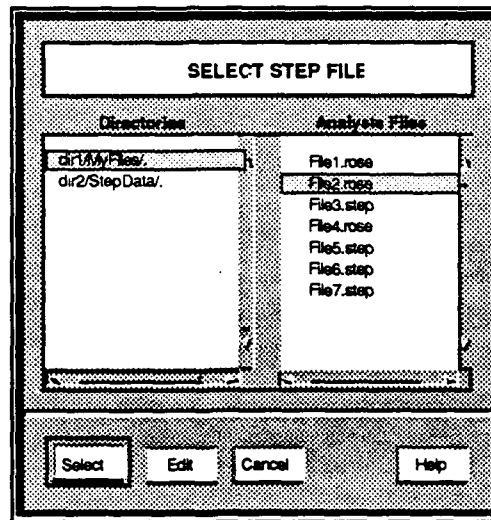 SELECT STEP FILE
Directories
dir1/MyFiles/.
dir2/StepData/.
Analysis Files
File1.rose
File2.rose
File3.step
File4.rose
File5.step
File6.step
File7.step
Select Edit Cancel Help